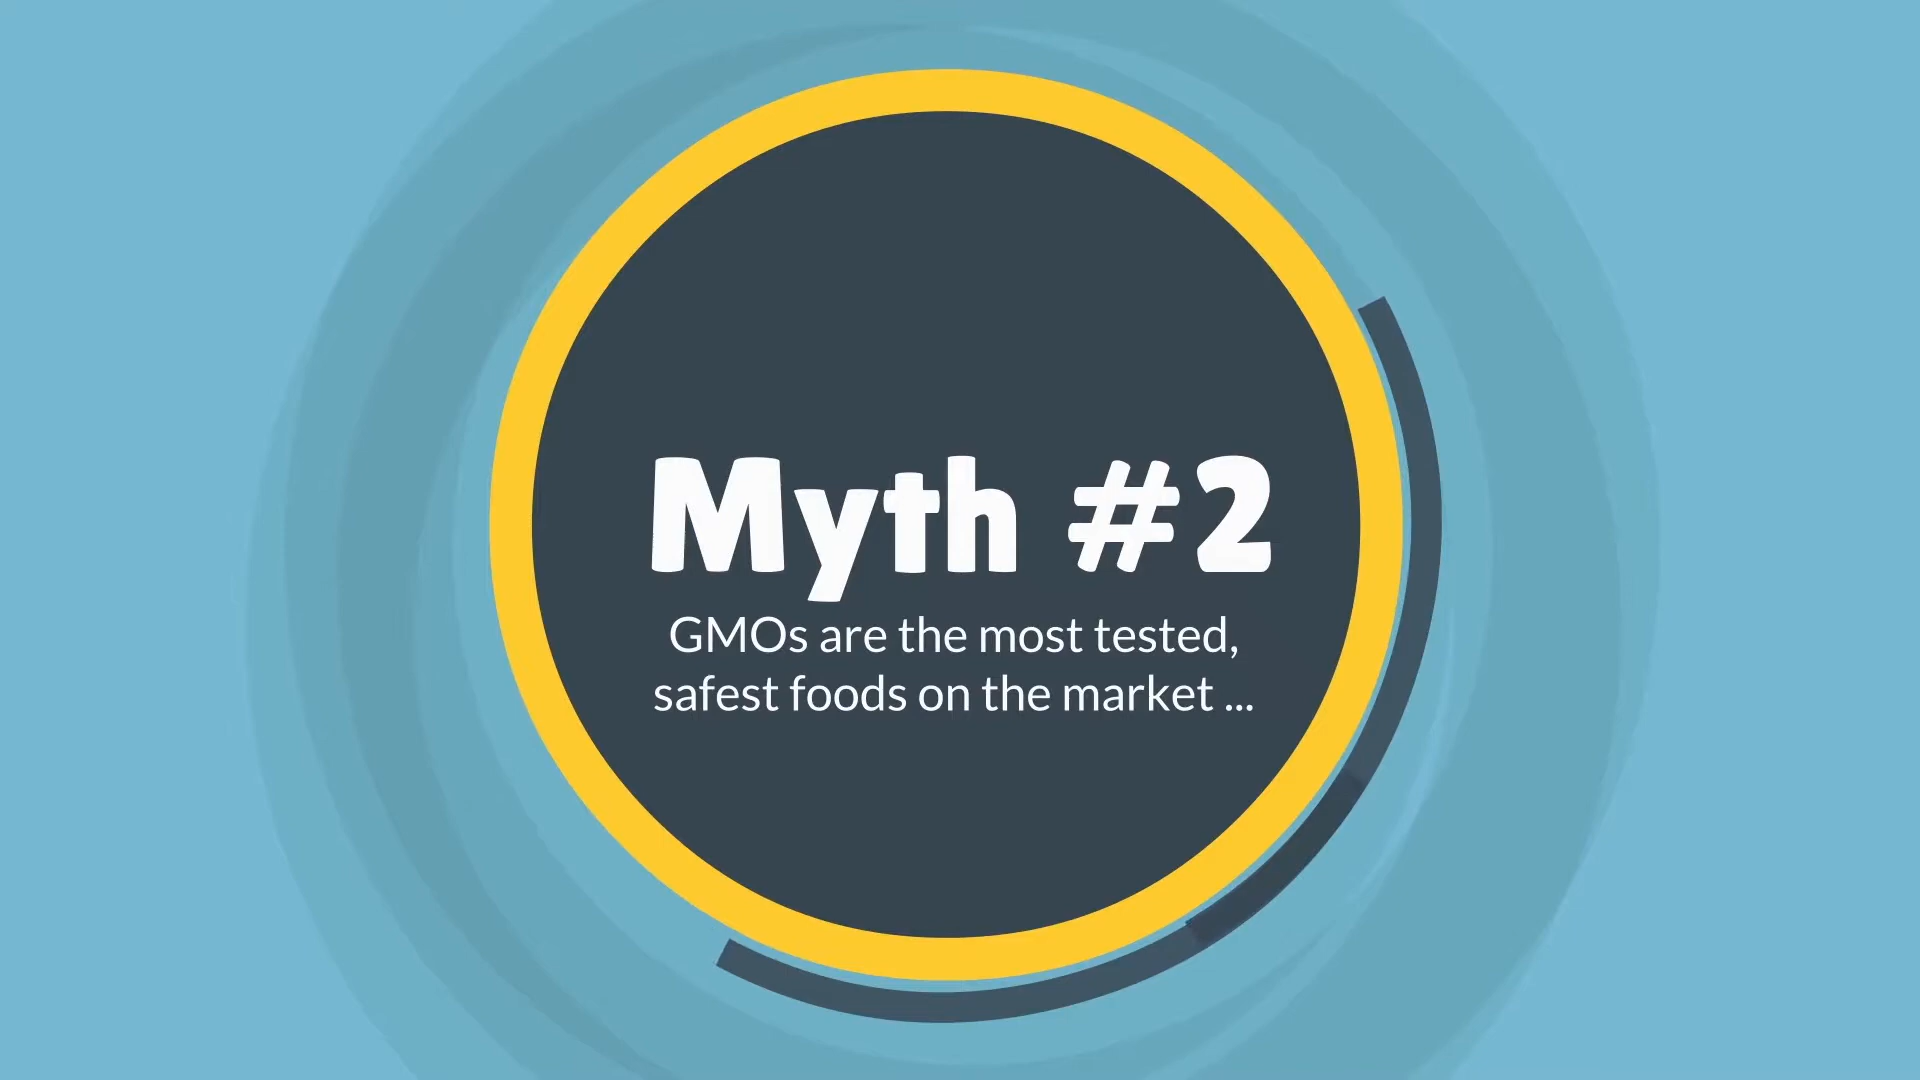 Myth #2
GMOs are the most tested,
safest foods on the market ...